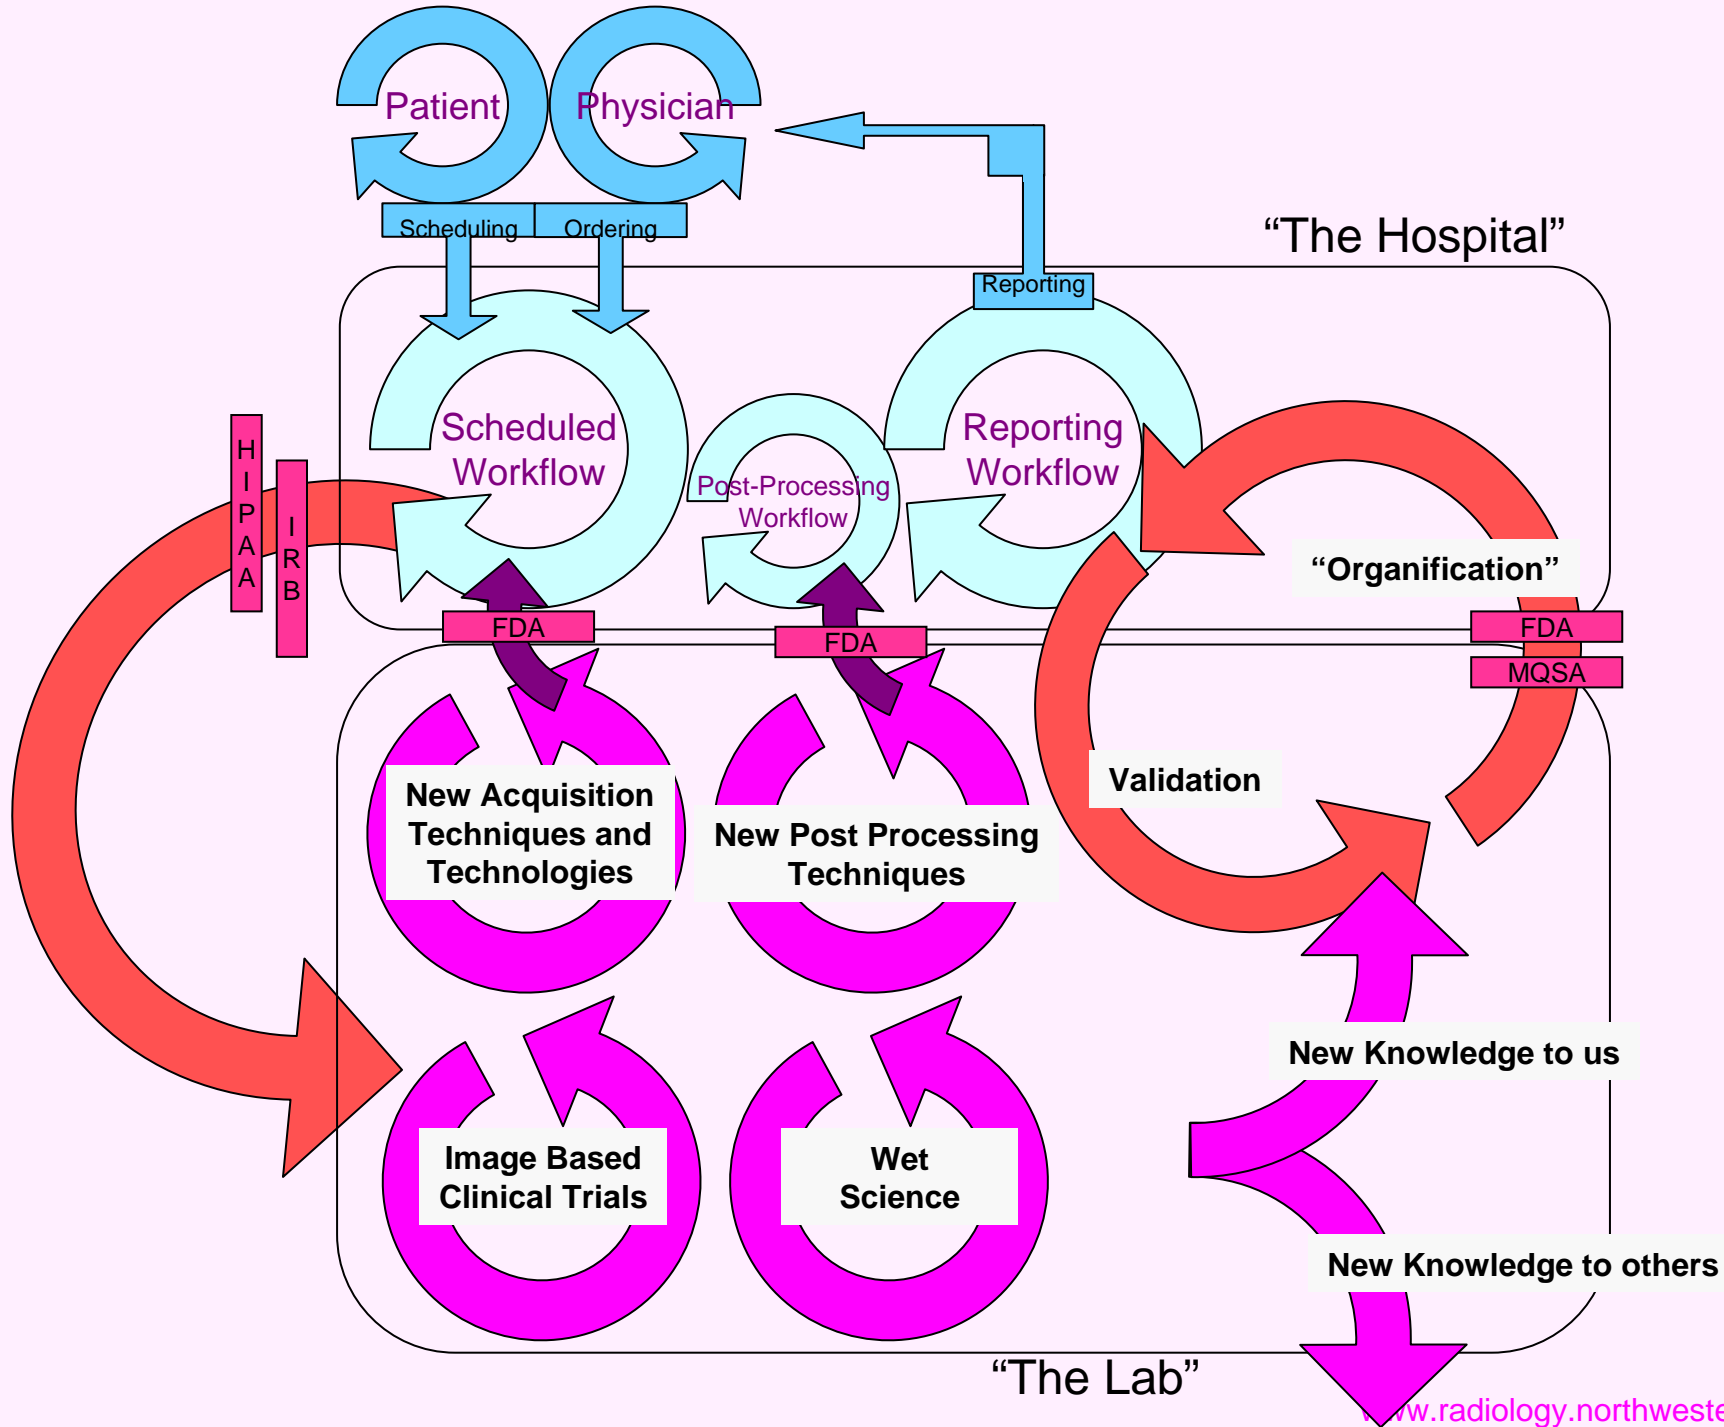 Patient
Physician
Scheduling
Ordering
“The Hospital”
Reporting
Scheduled
Workflow
Post-Processing
Workflow
Reporting
Workflow
HIPAA
IRB
“Organification”
FDA
FDA
FDA
MQSA
Validation
New Acquisition
Techniques and
Technologies
New Post Processing
Techniques
New Knowledge to us
Image Based
Clinical Trials
Wet
Science
New Knowledge to others
“The Lab”